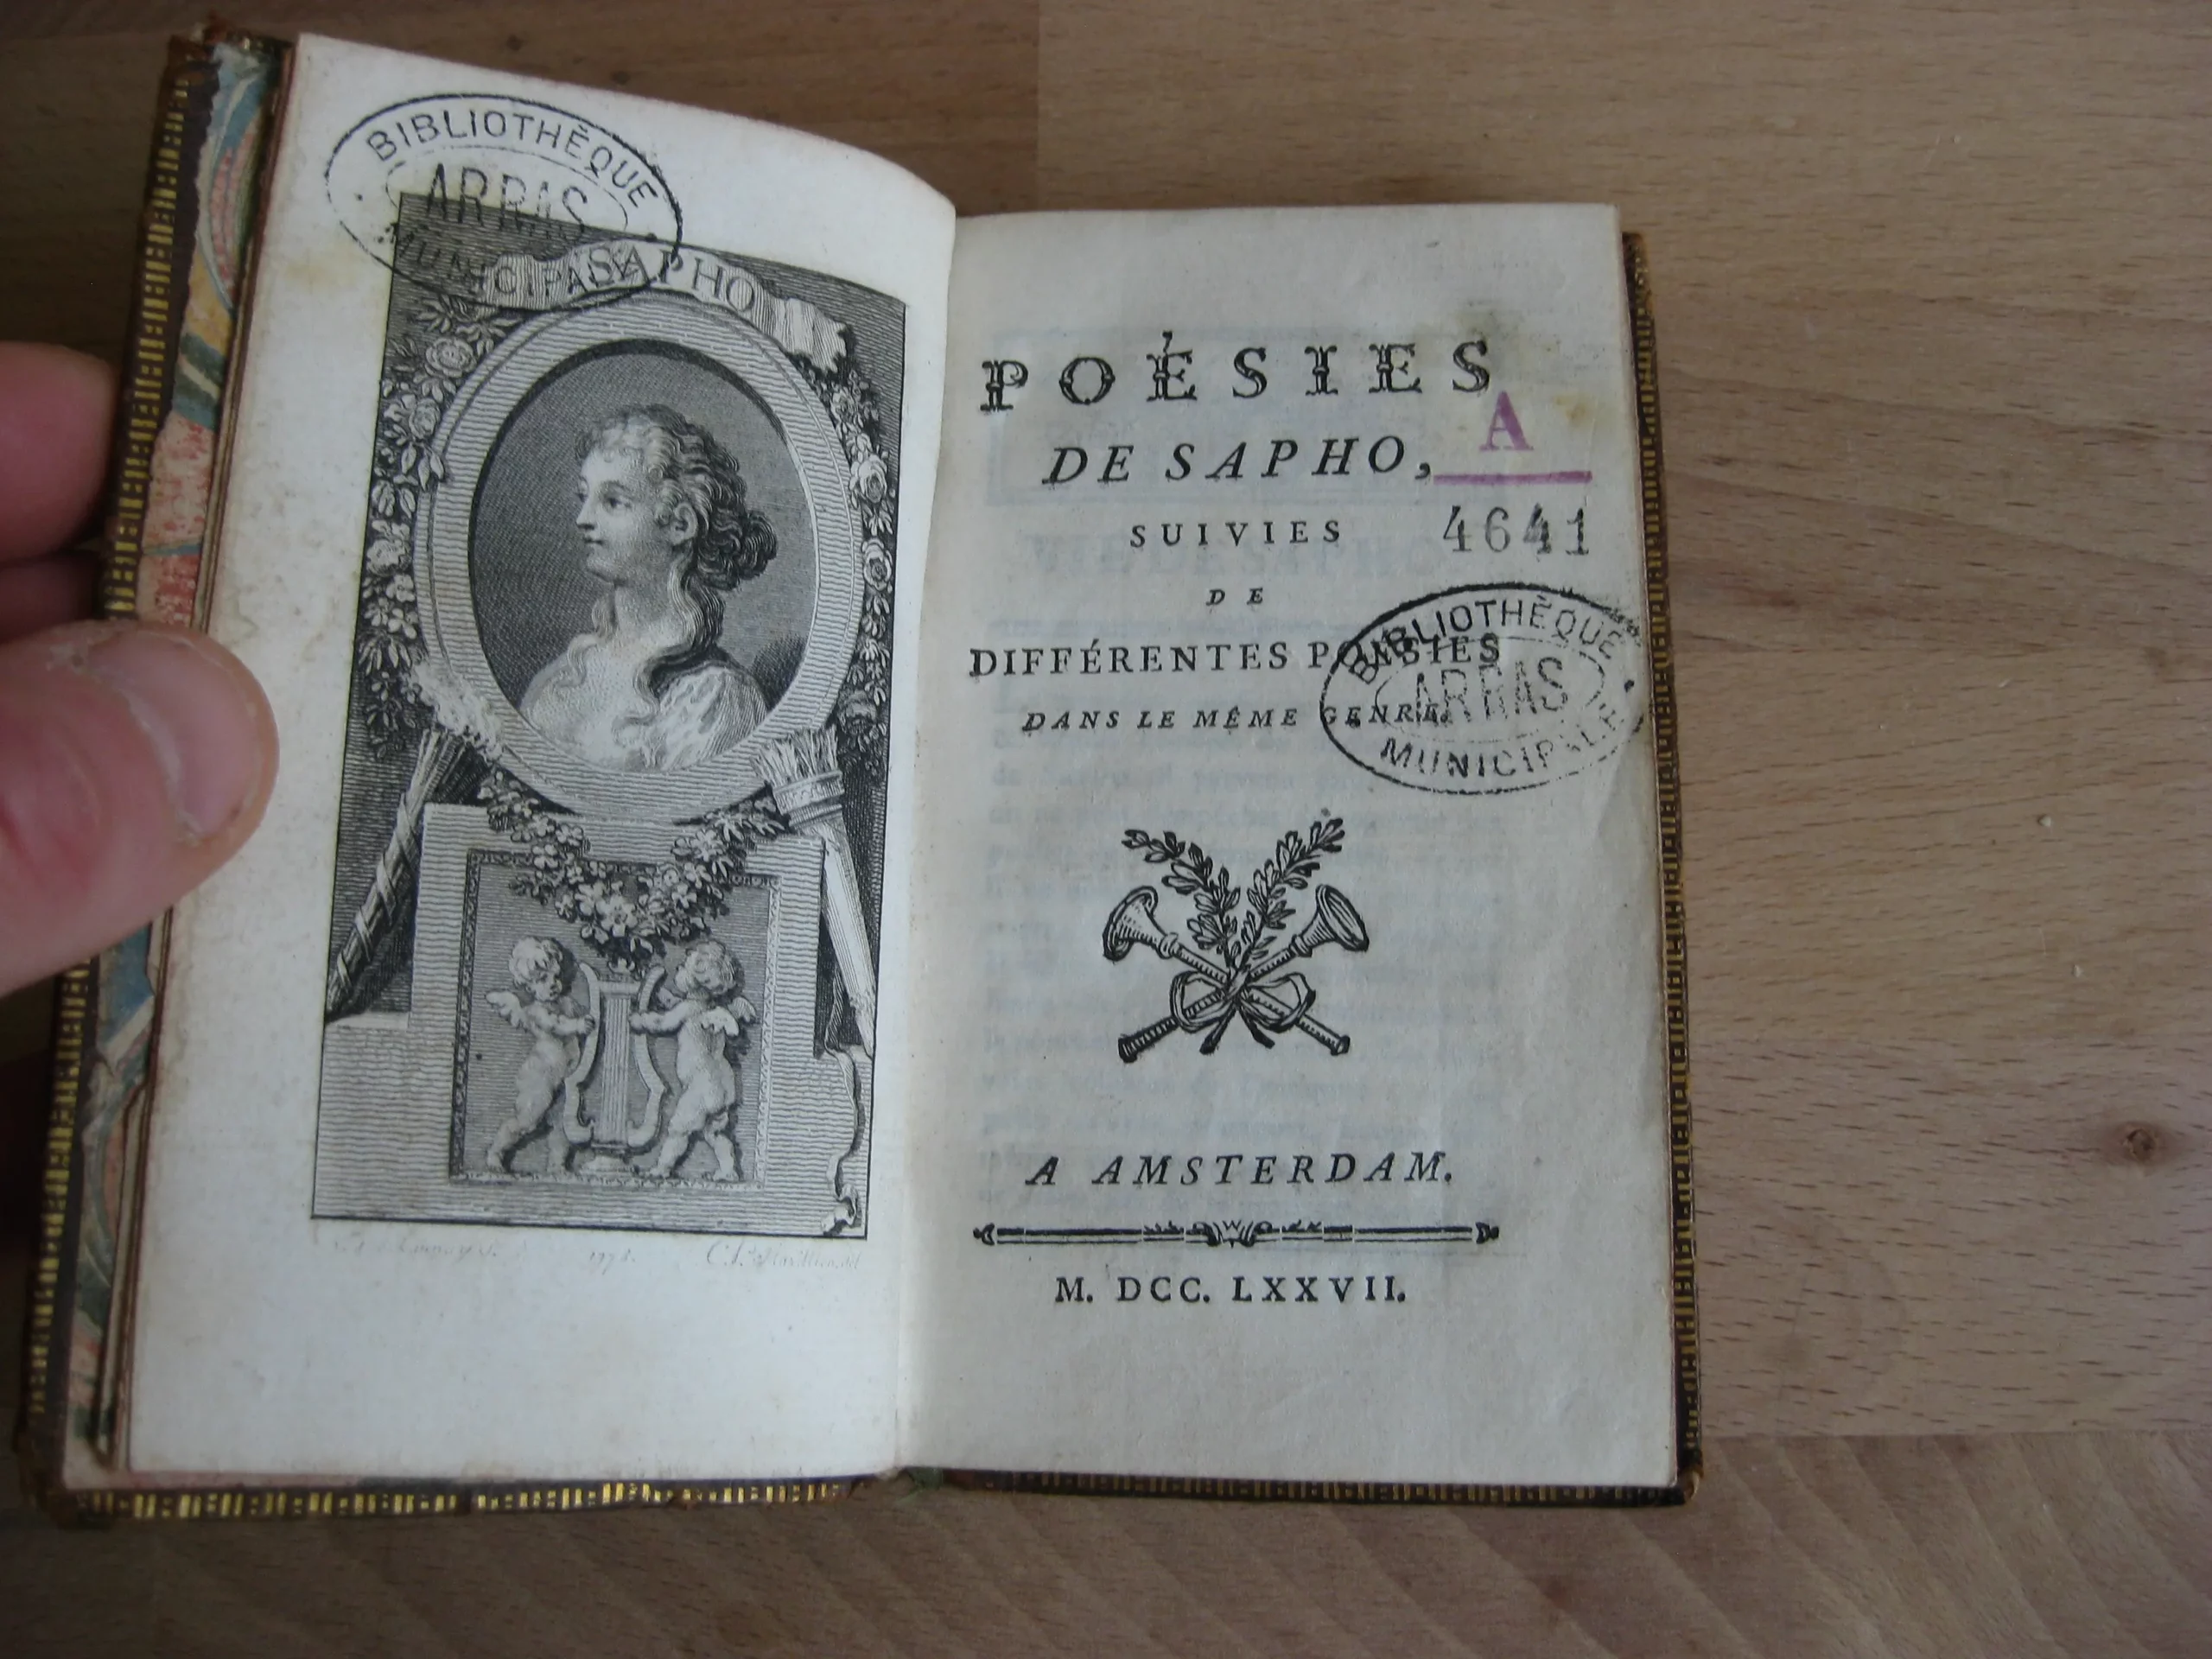 BIBLIOTHÈQUE
ARRAS
MUNICIPALE
SAPHO
1778.
POÉSIES
DE SAPHO,
A
SUIVIES
4641
DE
DIFFÉRENTES POÉSIES
DANS LE MÊME GENRE.
BIBLIOTHÈQUE
ARRAS
MUNICIPALE
A AMSTERDAM.
M. DCC. LXXVII.